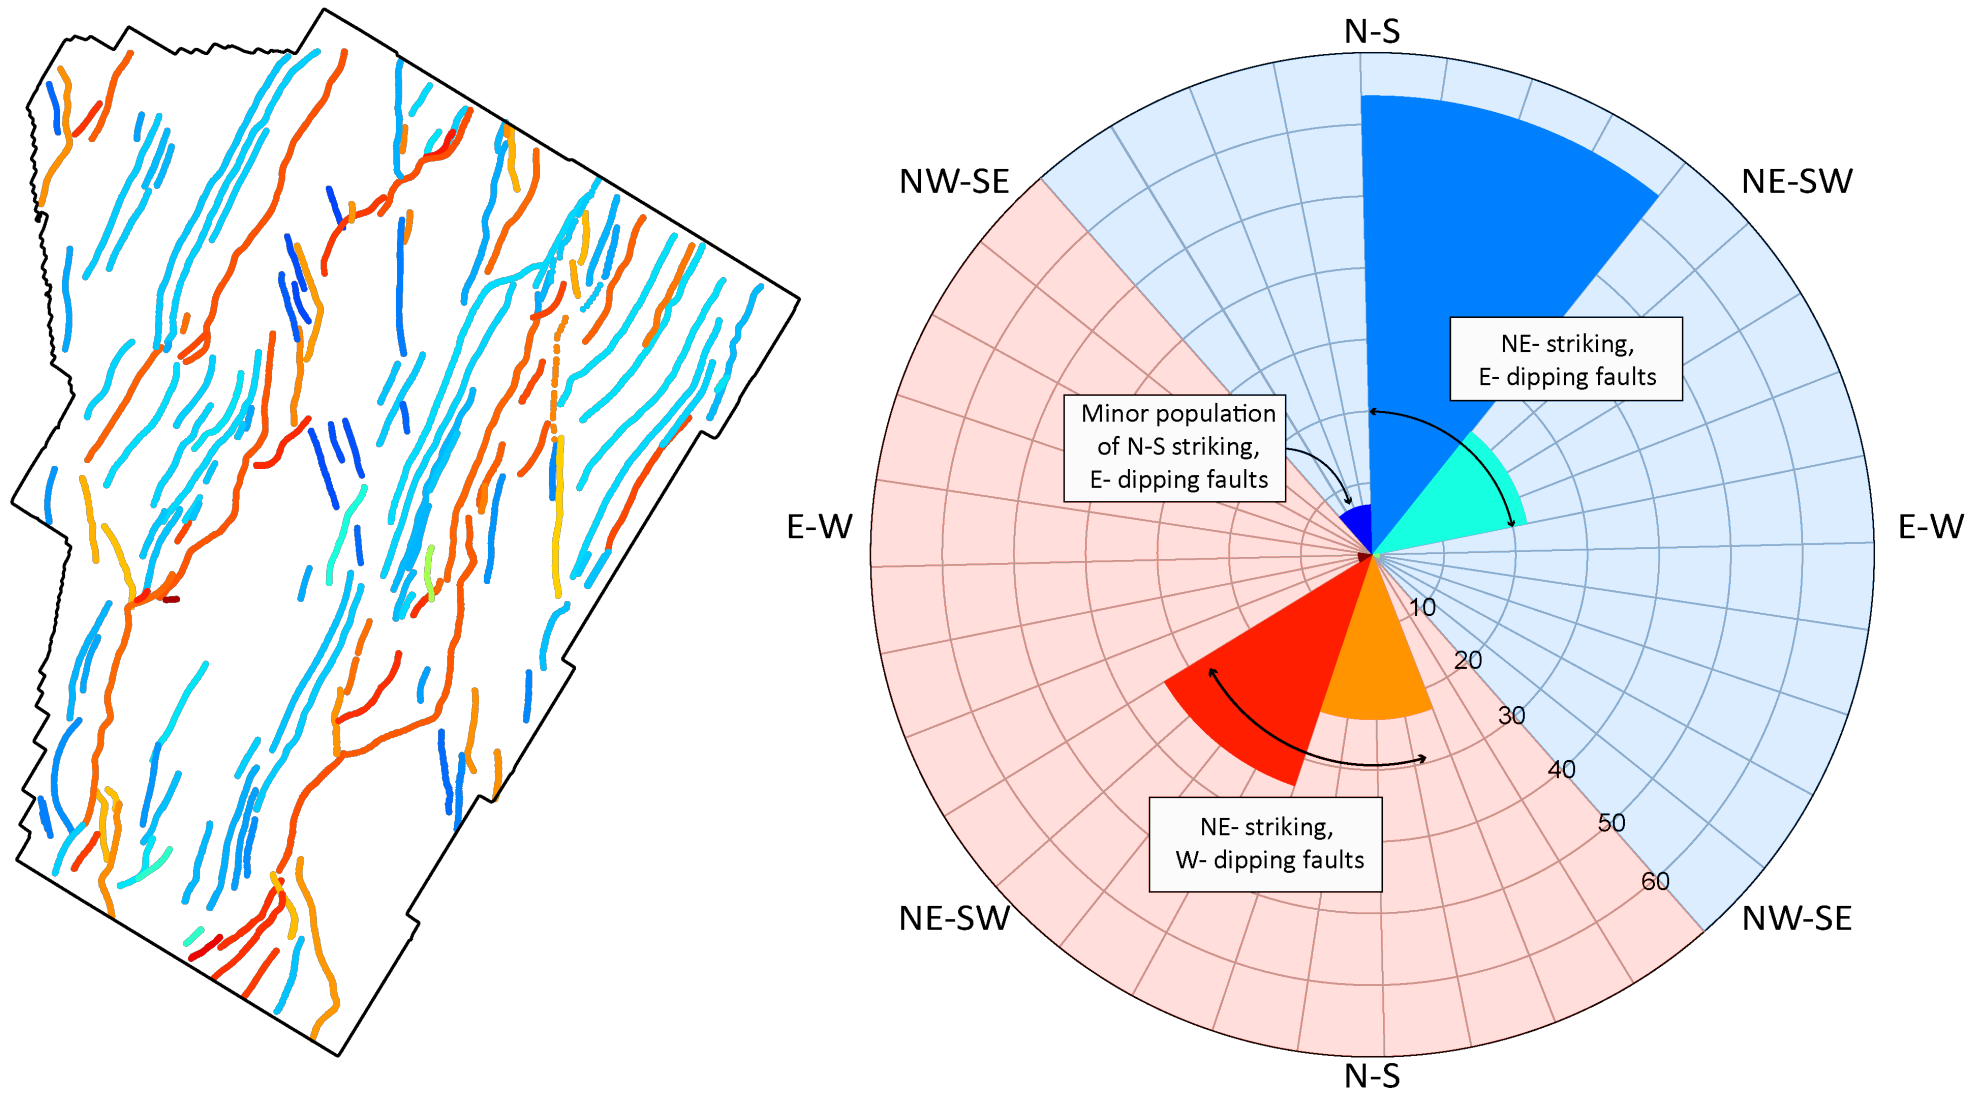 N-S
NW-SE
NE-SW
NE- striking,
E- dipping faults
Minor population
of N-S striking,
E- dipping faults
E-W
E-W
10
20
30
40
50
60
NE- striking,
W- dipping faults
NE-SW
NW-SE
N-S